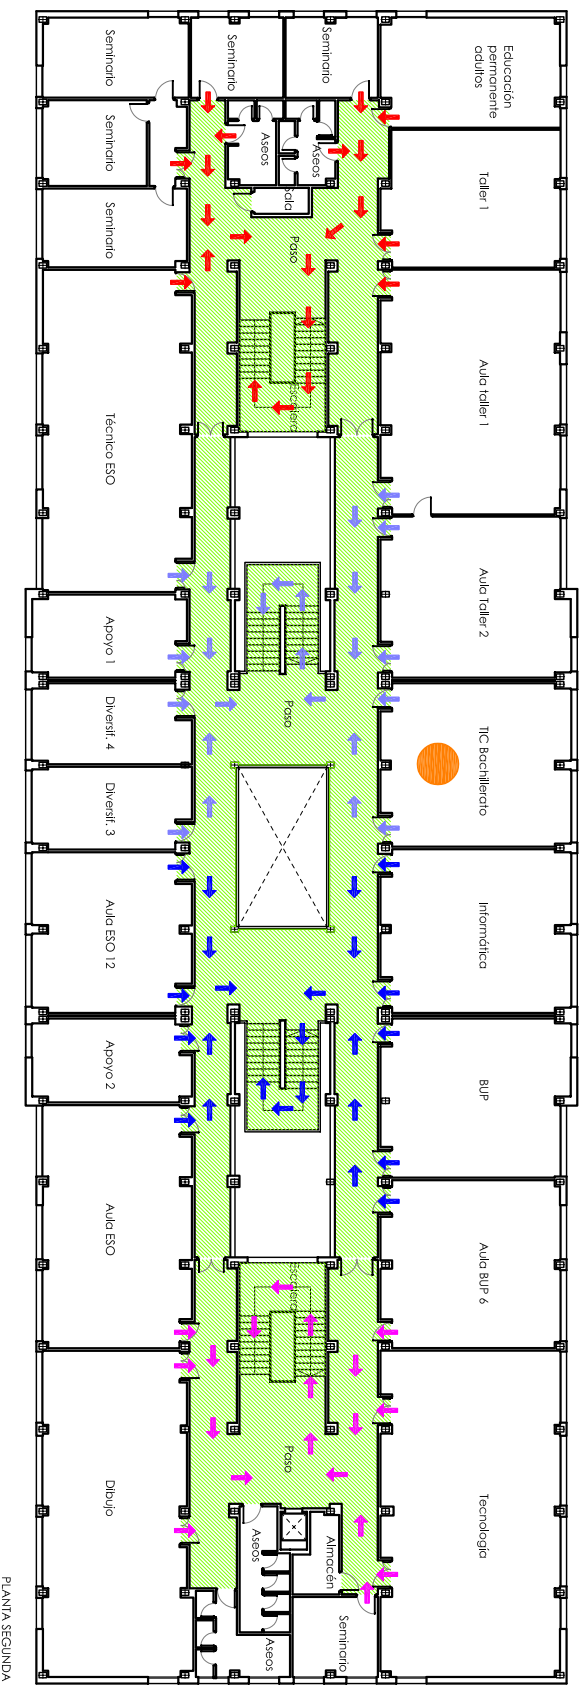 Seminario
Seminario
Seminario
Educación
permanente
adultos
Seminario
Aseos
Aseos
Taller 1
Seminario
Sala
Paso
Técnico ESO
Escalera
Aula taller 1
Apoyo 1
Aula Taller 2
Diversif. 4
Paso
TIC Bachillerato
Diversif. 3
Aula ESO 12
Informática
Apoyo 2
BUP
Aula ESO
Escalera
Aula BUP 6
Dibujo
Paso
Tecnología
Aseos
Almacén
Aseos
Seminario
PLANTA SEGUNDA